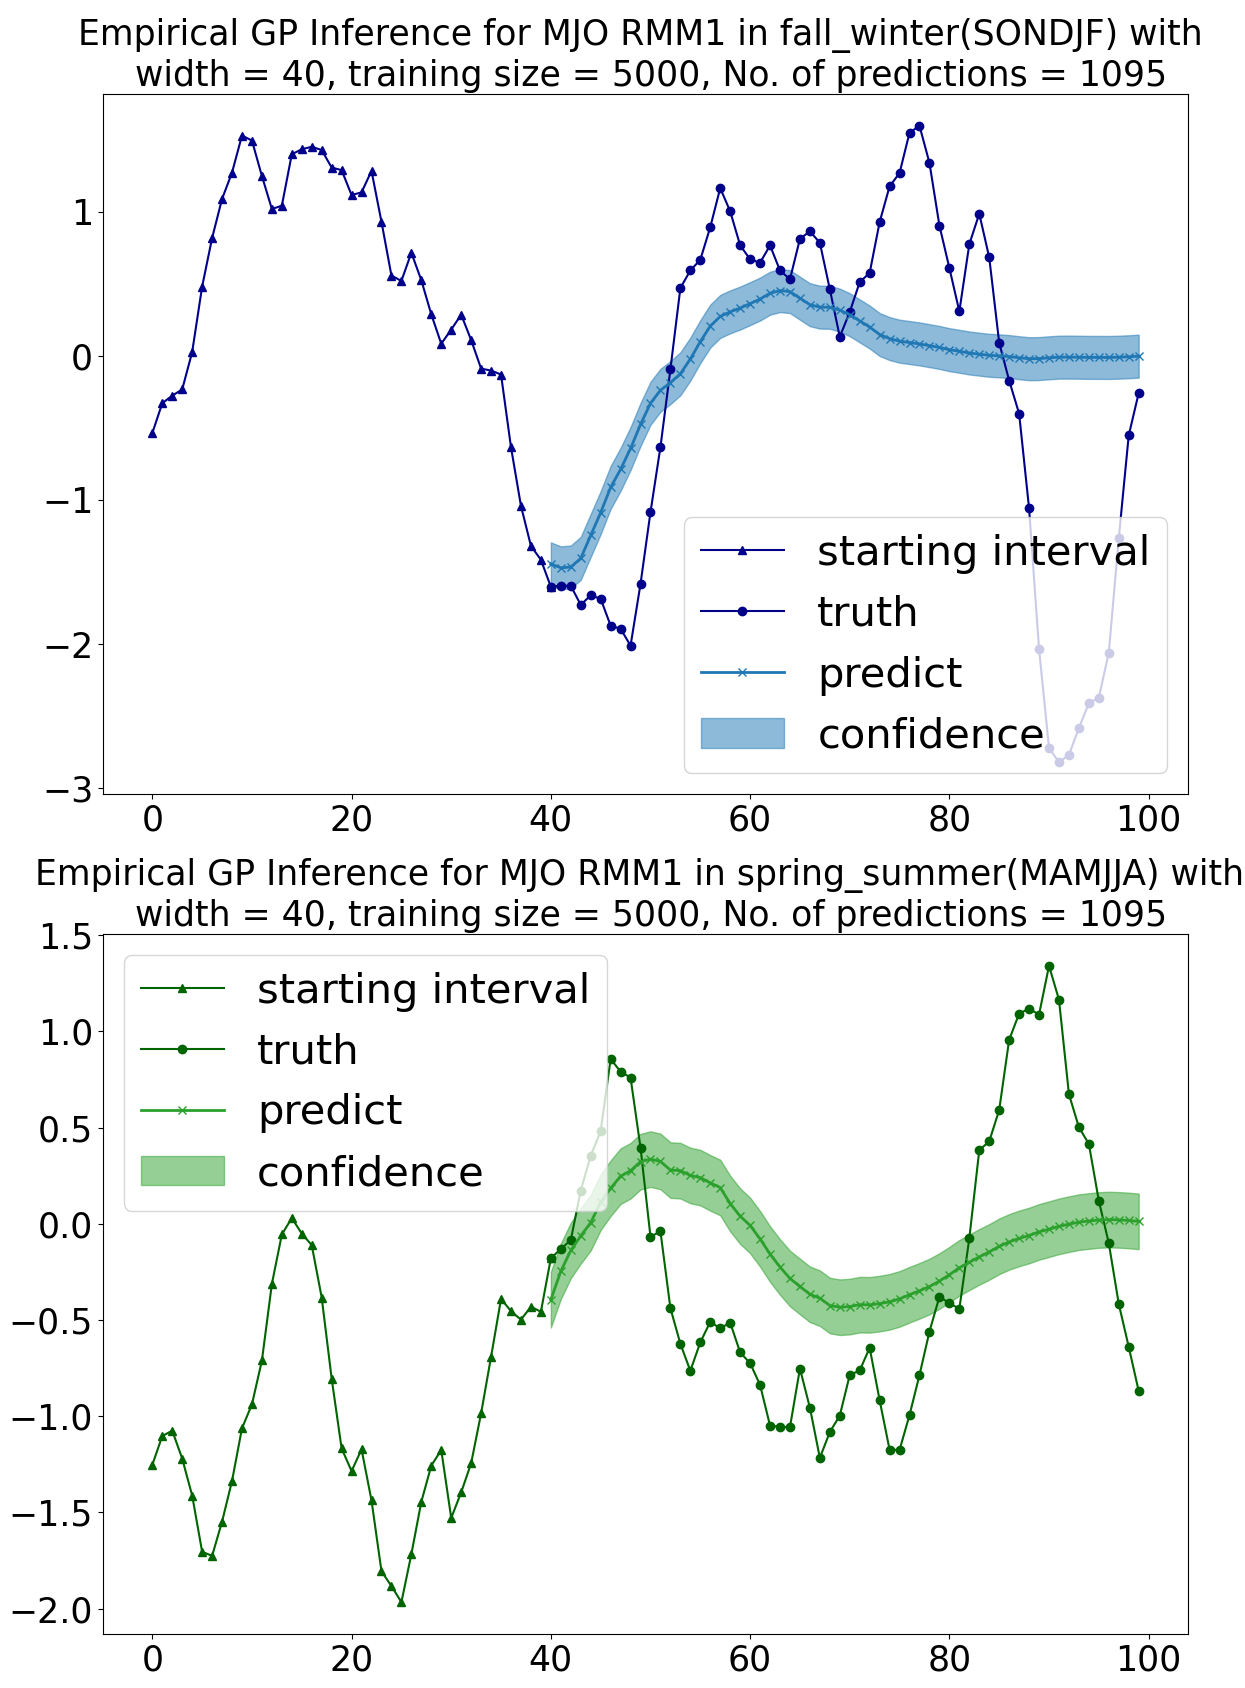 Empirical GP Inference for MJO RMM1 in fall_winter(SONDJF) with
width = 40, training size = 5000, No. of predictions = 1095
1
0
−1
−2
−3
starting interval
truth
predict
confidence
0 20 40 60 80 100
Empirical GP Inference for MJO RMM1 in spring_summer(MAMJJA) with
width = 40, training size = 5000, No. of predictions = 1095
1.5
1.0
0.5
0.0
−0.5
−1.0
−1.5
−2.0
starting interval
truth
predict
confidence
0 20 40 60 80 100